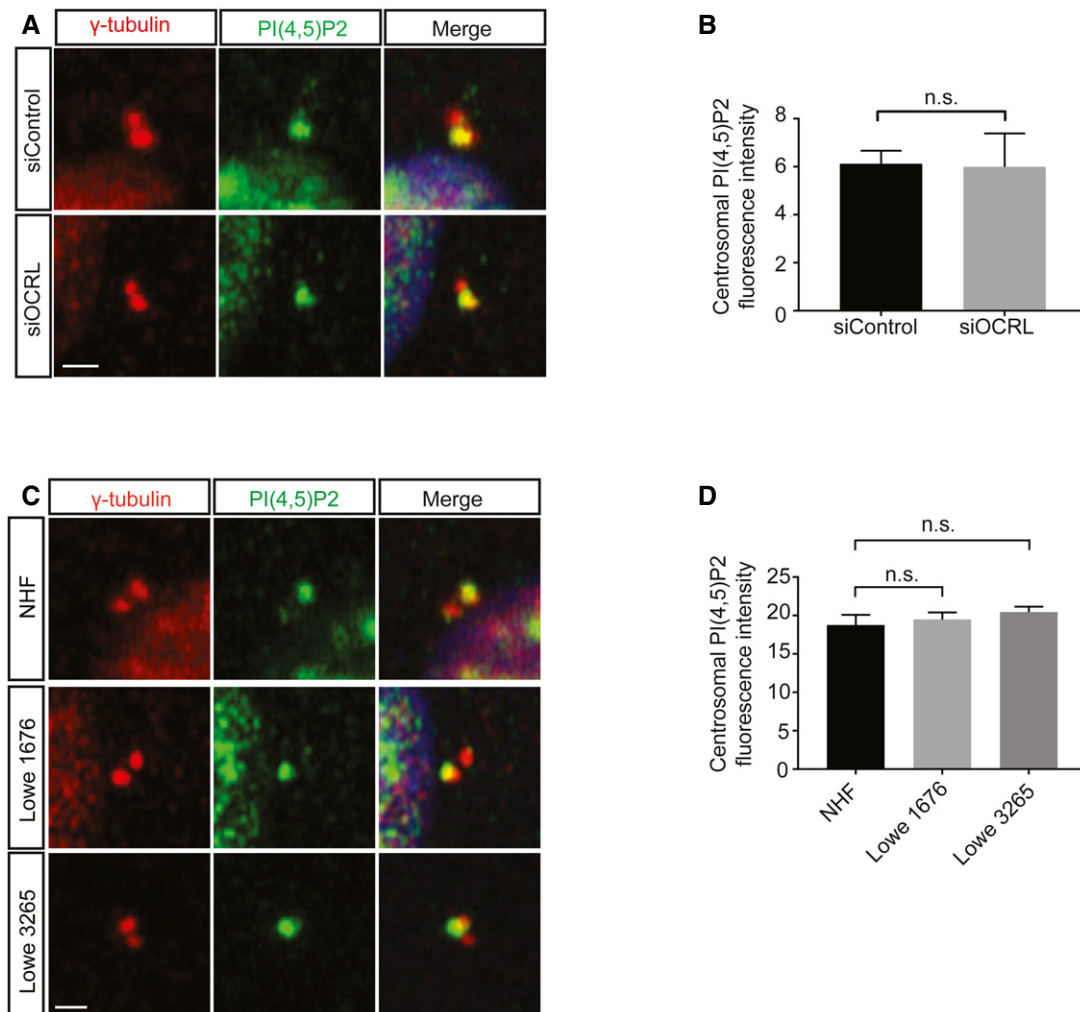 A
γ-tubulin
PI(4,5)P2
Merge
siControl
siOCRL
B
Centrosomal PI(4,5)P2
fluorescence intensity
n.s.
8
6
4
2
0
siControl
siOCRL
C
γ-tubulin
PI(4,5)P2
Merge
NHF
Lowe 1676
Lowe 3265
D
Centrosomal PI(4,5)P2
fluorescence intensity
n.s.
n.s.
25
20
15
10
5
0
NHF
Lowe 1676
Lowe 3265